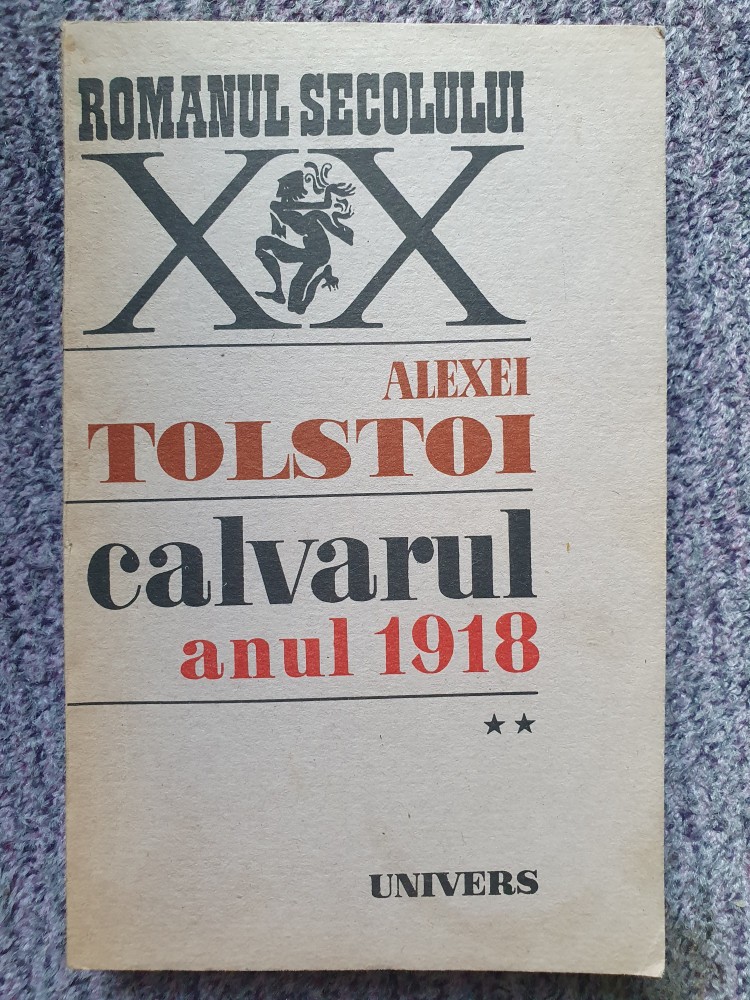 ROMANUL SECOLULUI
XX
ALEXEI
TOLSTOI
calvarul
anul 1918
★★
UNIVERS